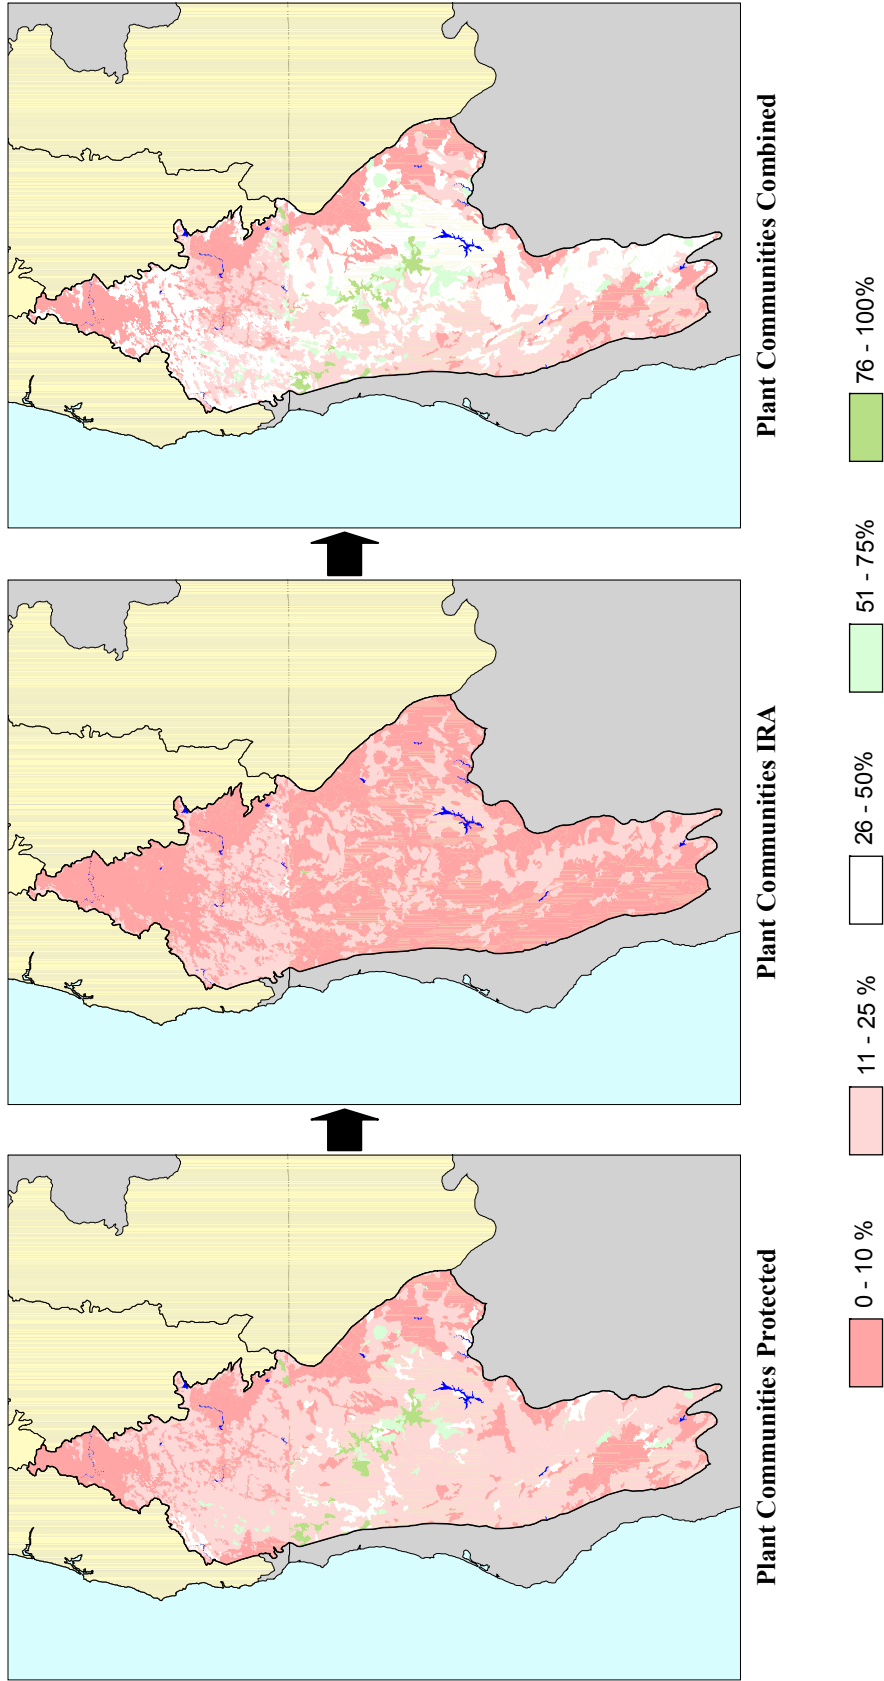 Plant Communities Protected
Plant Communities IRA
Plant Communities Combined
0 - 10 %
11 - 25 %
26 - 50%
51 - 75%
76 - 100%